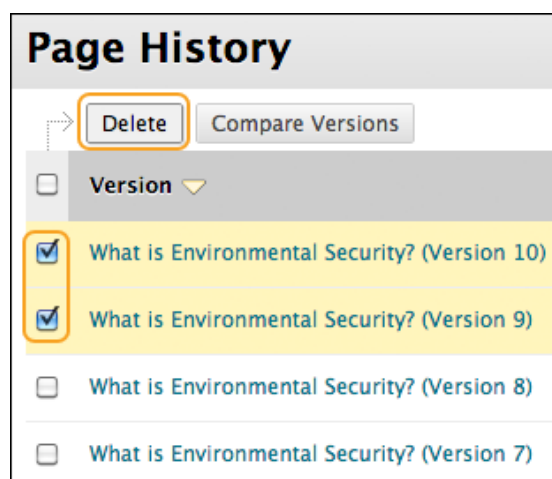 Page History
Delete Compare Versions
Version
What is Environmental Security? (Version 10)
What is Environmental Security? (Version 9)
What is Environmental Security? (Version 8)
What is Environmental Security? (Version 7)